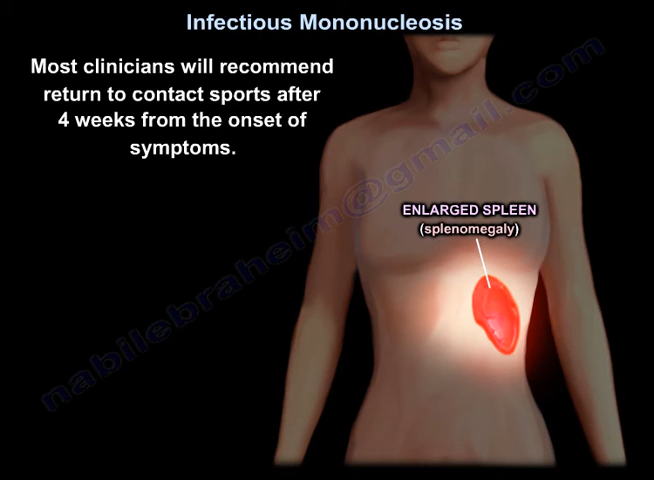 Infectious Mononucleosis
Most clinicians will recommend
return to contact sports after
4 weeks from the onset of
symptoms.
ENLARGED SPLEEN
(splenomegaly)
nabilebraheim@gmail.com